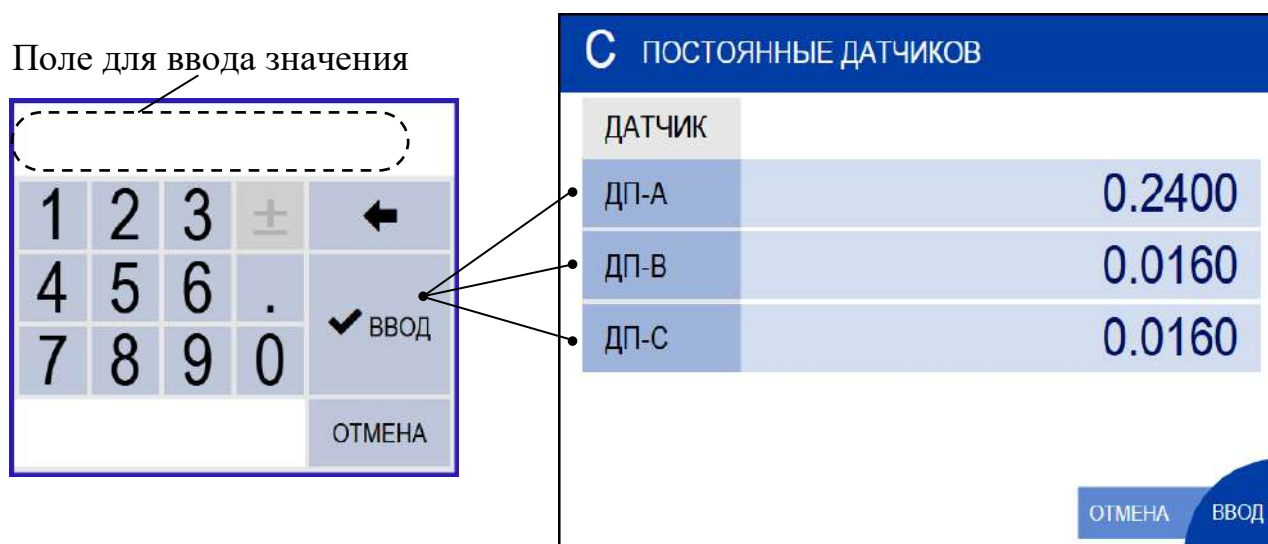 Поле для ввода значения
1 2 3 ±
4 5 6 .
ВВОД
7 8 9 0
ОТМЕНА
С ПОСТОЯННЫЕ ДАТЧИКОВ
ДАТЧИК
ДП-А 0.2400
ДП-В 0.0160
ДП-С 0.0160
ОТМЕНА ВВОД